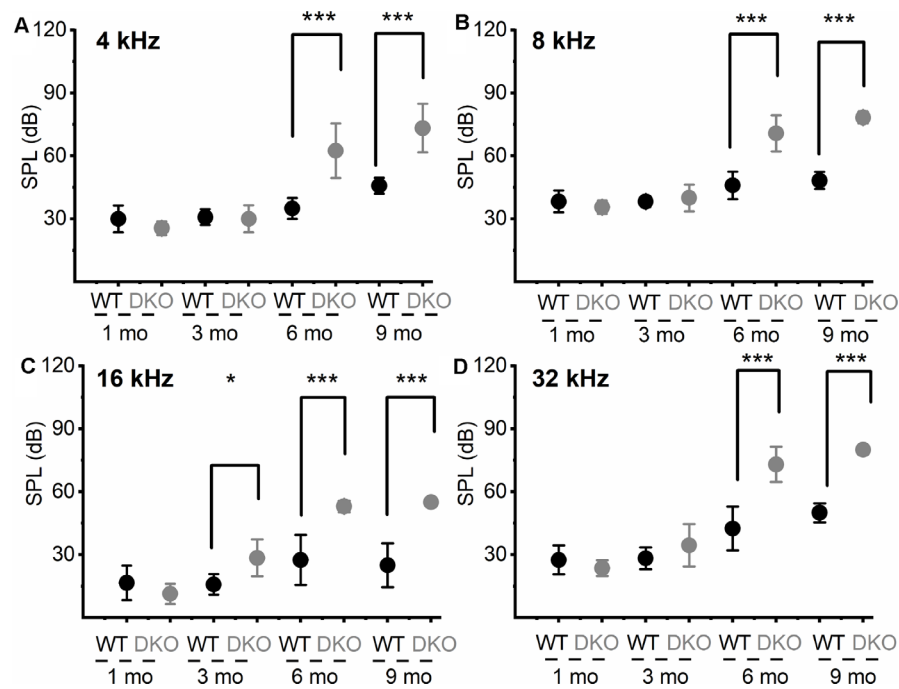 A
4 kHz
SPL (dB)
120
90
60
30
***
***
WT DKO WT DKO WT DKO WT DKO
1 mo 3 mo 6 mo 9 mo
B
8 kHz
SPL (dB)
120
90
60
30
***
***
WT DKO WT DKO WT DKO WT DKO
1 mo 3 mo 6 mo 9 mo
C
16 kHz
SPL (dB)
120
90
60
30
*
***
***
WT DKO WT DKO WT DKO WT DKO
1 mo 3 mo 6 mo 9 mo
D
32 kHz
SPL (dB)
120
90
60
30
***
***
WT DKO WT DKO WT DKO WT DKO
1 mo 3 mo 6 mo 9 mo